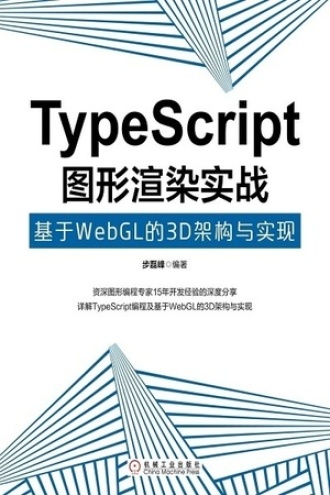 TypeScript
图形渲染实战
基于WebGL的3D架构与实现
步磊峰 编著
资深图形编程专家15年开发经验的深度分享
详解TypeScript编程及基于WebGL的3D架构与实现
机械工业出版社
CHINA MACHINE PRESS